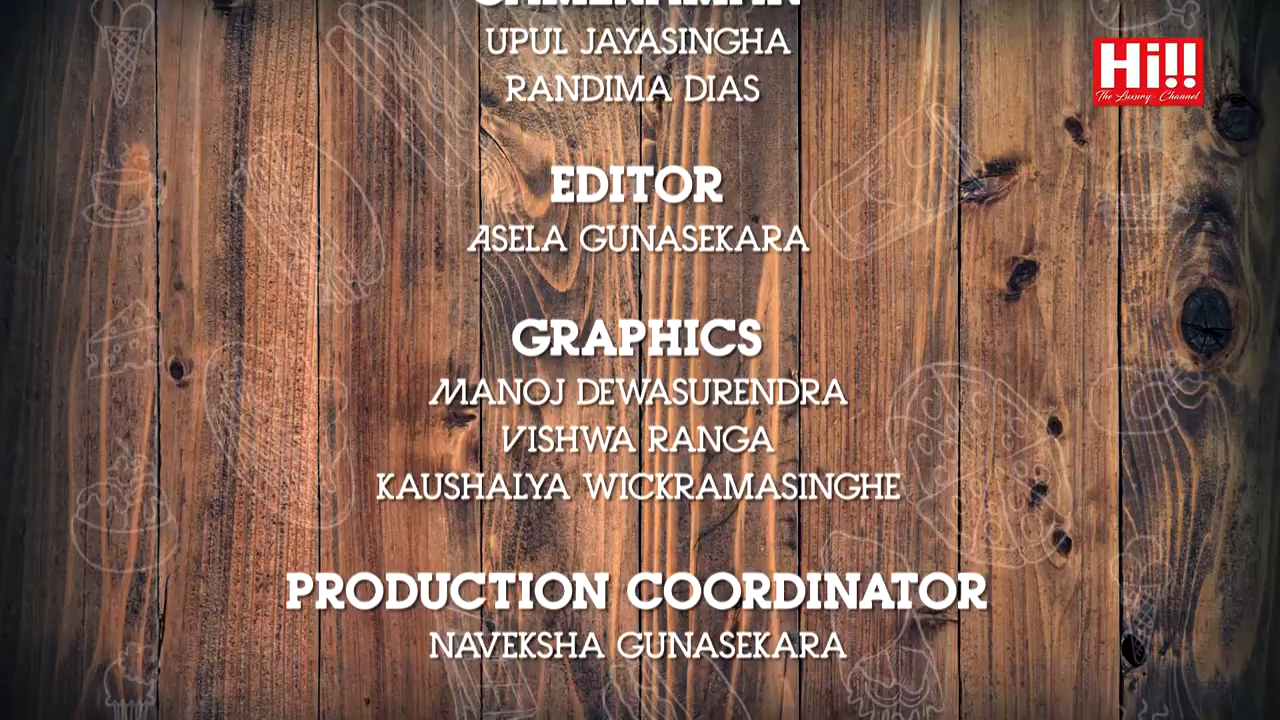 CAMERAMAN
UPUL JAYASINGHA
RANDIMA DIAS
Hi!!
The Luxury Channel
EDITOR
ASELA GUNASEKARA
GRAPHICS
MANOJ DEWASURENDRA
VISHWA RANGA
KAUSHALYA WICKRAMASINGHE
PRODUCTION COORDINATOR
NAVEKSHA GUNASEKARA